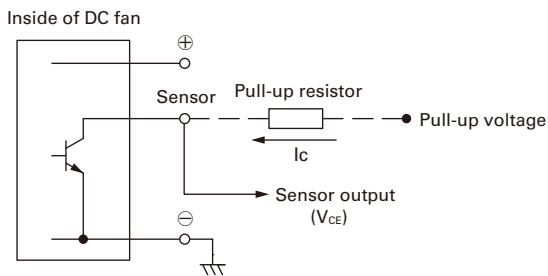 Inside of DC fan
⊕
Sensor
Pull-up resistor
Pull-up voltage
Ic
Sensor output
(VCE)
⊖